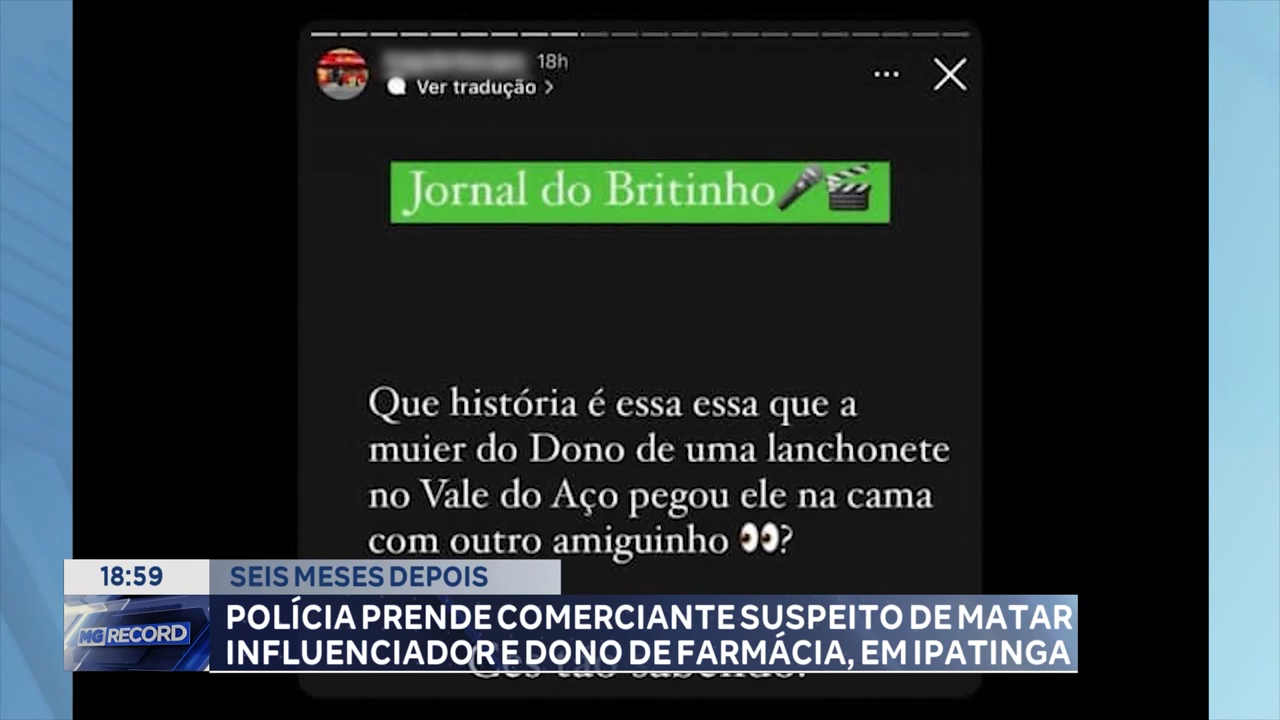 18h
Ver tradução >
Jornal do Britinho
Que história é essa essa que a
muier do Dono de uma lanchonete
no Vale do Aço pegou ele na cama
com outro amiguinho 👀?
18:59
SEIS MESES DEPOIS
MG RECORD
POLÍCIA PRENDE COMERCIANTE SUSPEITO DE MATAR
INFLUENCIADOR E DONO DE FARMÁCIA, EM IPATINGA